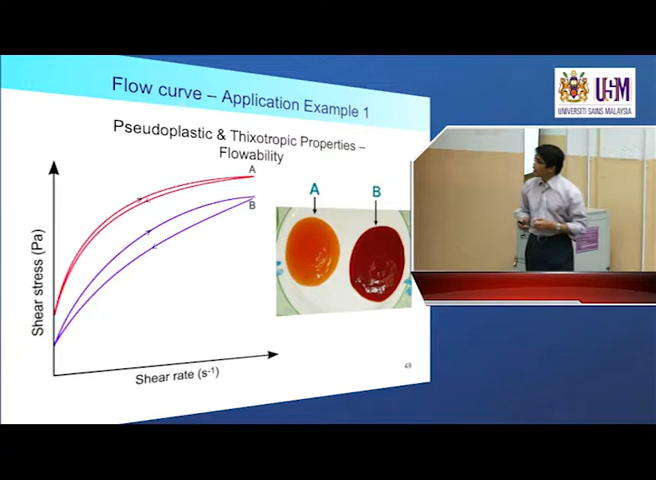 Flow curve – Application Example 1
Pseudoplastic & Thixotropic Properties –
Flowability
A
B
Shear stress (Pa)
Shear rate (s-1)
A
B
49
USM
UNIVERSITI SAINS MALAYSIA